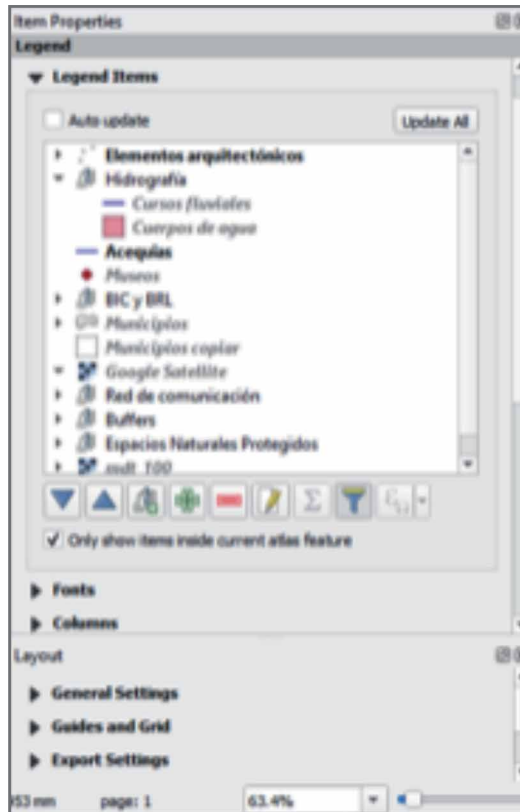 Item Properties
Legend
Legend Items
Auto update
Update All
Elementos arquitectónicos
Hidrografía
Cursos fluviales
Cuerpos de agua
Acequias
Museos
BIC y BRL
Municipios
Municipios copiar
Google Satellite
Red de comunicación
Buffers
Espacios Naturales Protegidos
mdt_100
Only show items inside current atlas feature
Fonts
Columns
Layout
General Settings
Guides and Grid
Export Settings
page: 1 63.4%